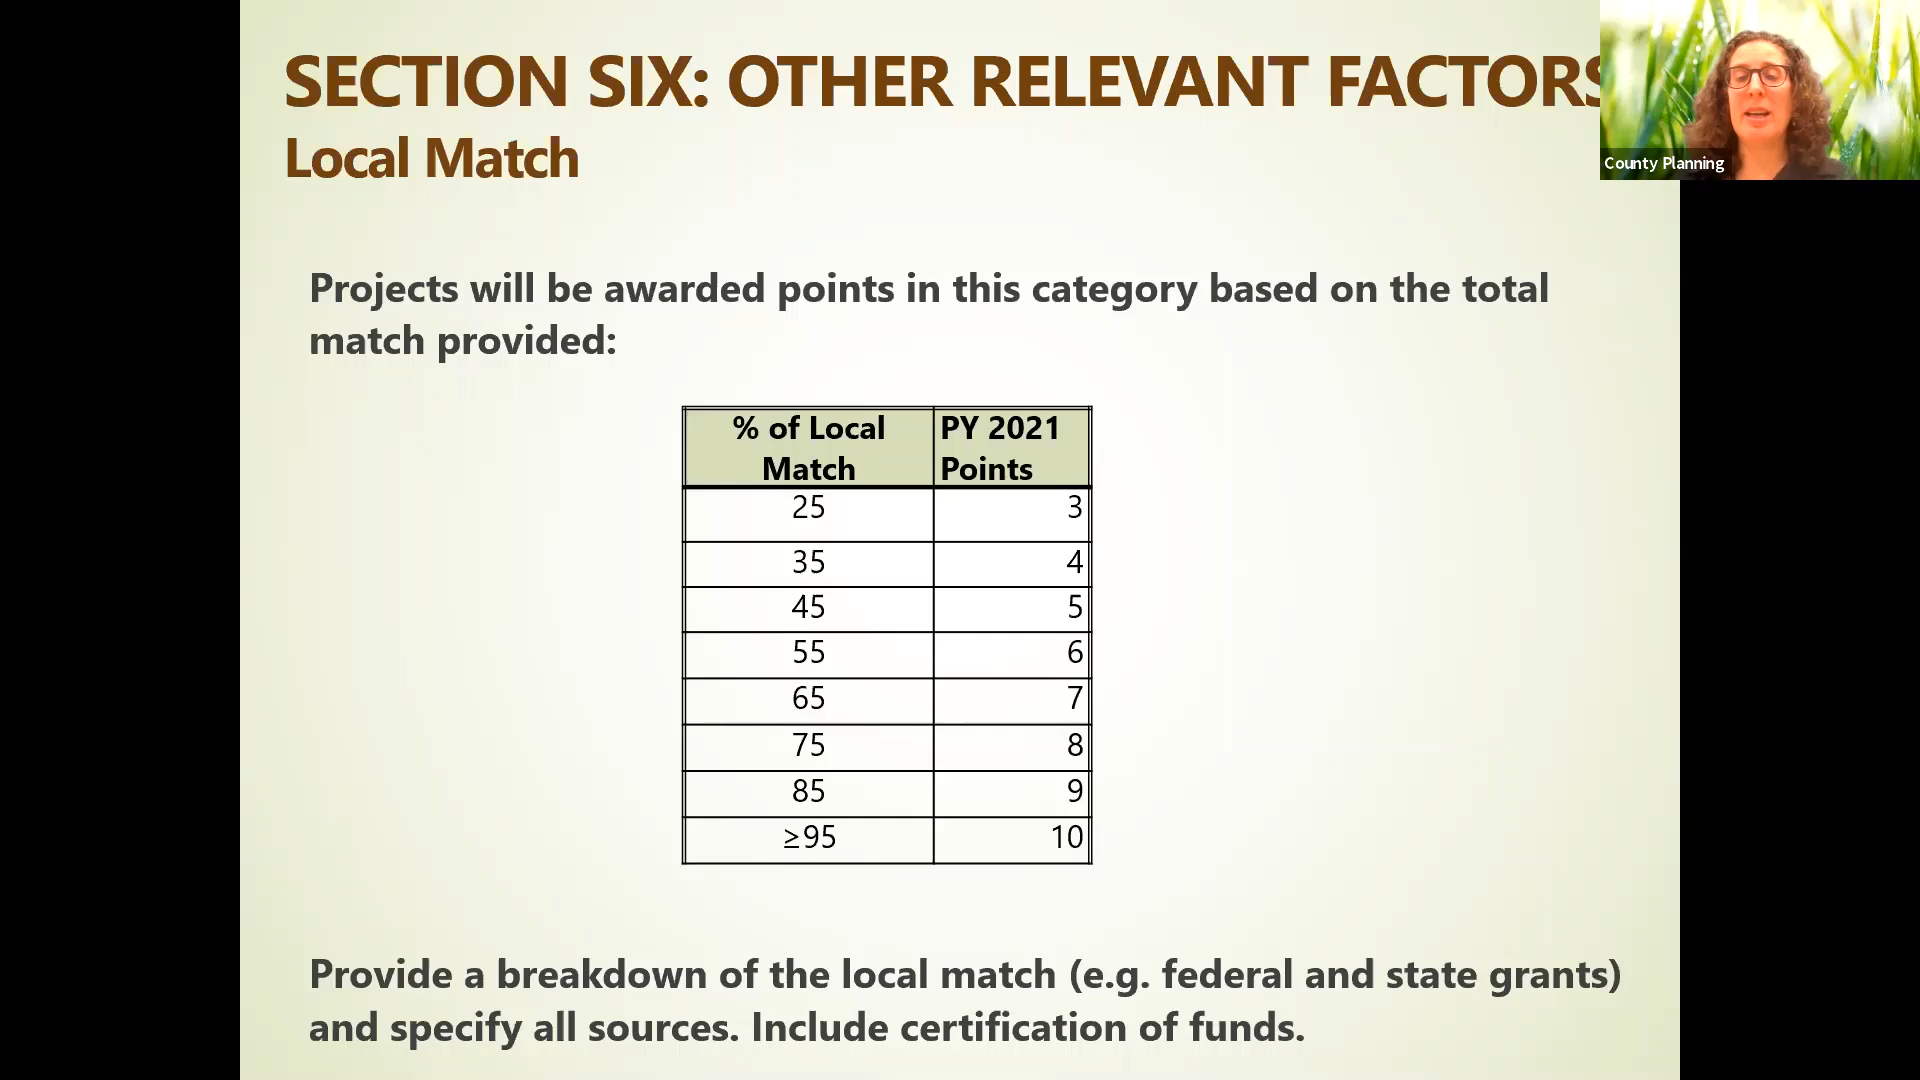 SECTION SIX: OTHER RELEVANT FACTORS
Local Match
County Planning
Projects will be awarded points in this category based on the total
match provided:
% of Local Match
PY 2021 Points
25 3
35 4
45 5
55 6
65 7
75 8
85 9
≥95 10
Provide a breakdown of the local match (e.g. federal and state grants)
and specify all sources. Include certification of funds.